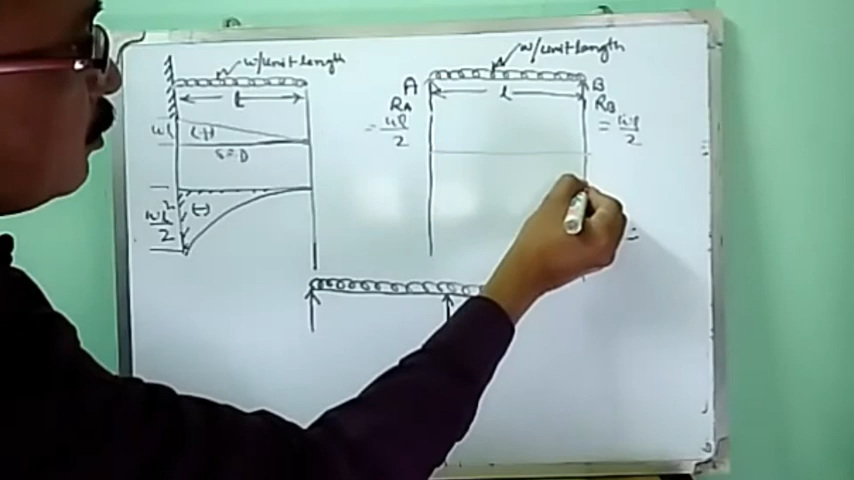 w/unit length
l
wl
(+)
S.F.D
wl²
2
(-)
w/unit length
A
B
l
RA
= wl
2
RB
= wl
2
=